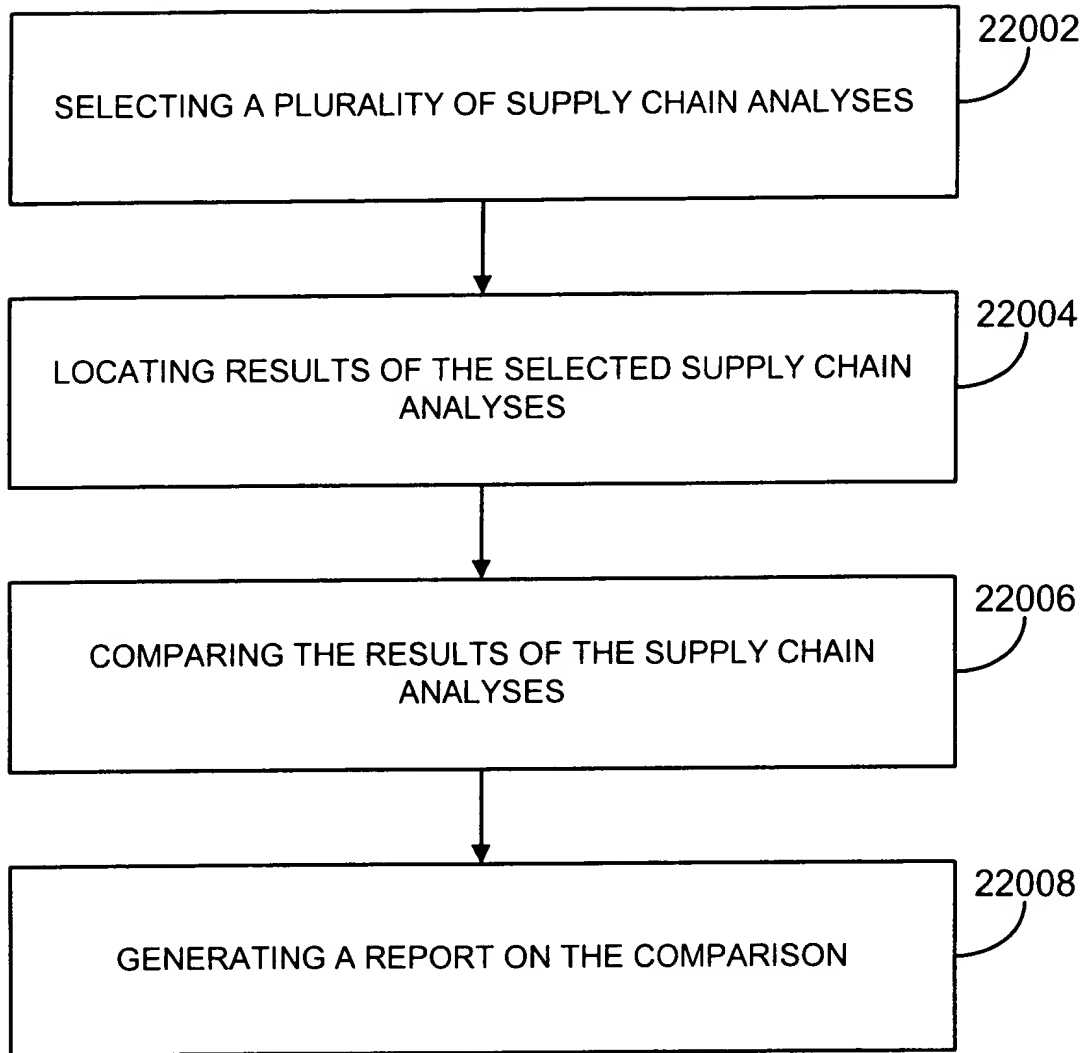 22002
SELECTING A PLURALITY OF SUPPLY CHAIN ANALYSES
22004
LOCATING RESULTS OF THE SELECTED SUPPLY CHAIN
ANALYSES
22006
COMPARING THE RESULTS OF THE SUPPLY CHAIN
ANALYSES
22008
GENERATING A REPORT ON THE COMPARISON